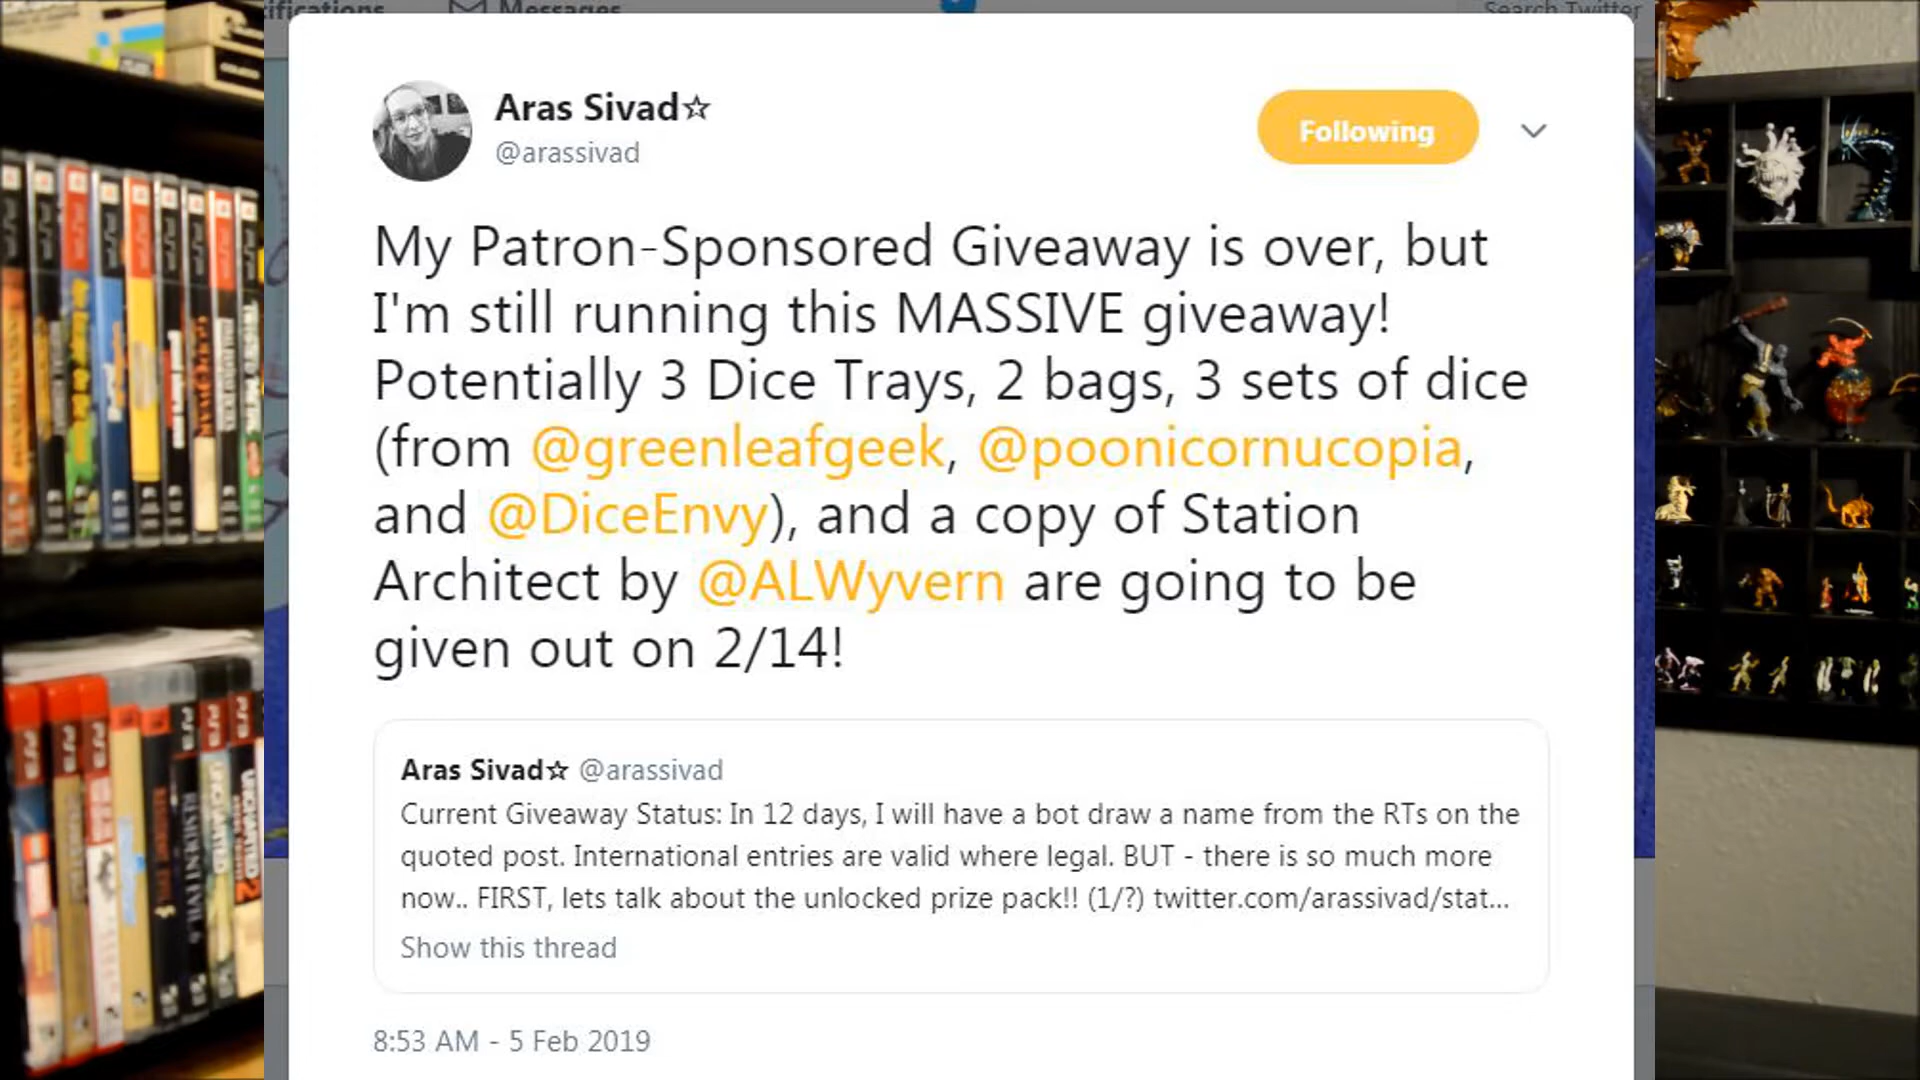 Messages
Search Twitter
Aras Sivad☆
@arassivad
Following
My Patron-Sponsored Giveaway is over, but
I'm still running this MASSIVE giveaway!
Potentially 3 Dice Trays, 2 bags, 3 sets of dice
(from @greenleafgeek, @poonicornucopia,
and @DiceEnvy), and a copy of Station
Architect by @ALWyvern are going to be
given out on 2/14!
Aras Sivad☆ @arassivad
Current Giveaway Status: In 12 days, I will have a bot draw a name from the RTs on the
quoted post. International entries are valid where legal. BUT - there is so much more
now.. FIRST, lets talk about the unlocked prize pack!! (1/?) twitter.com/arassivad/stat...
Show this thread
8:53 AM - 5 Feb 2019